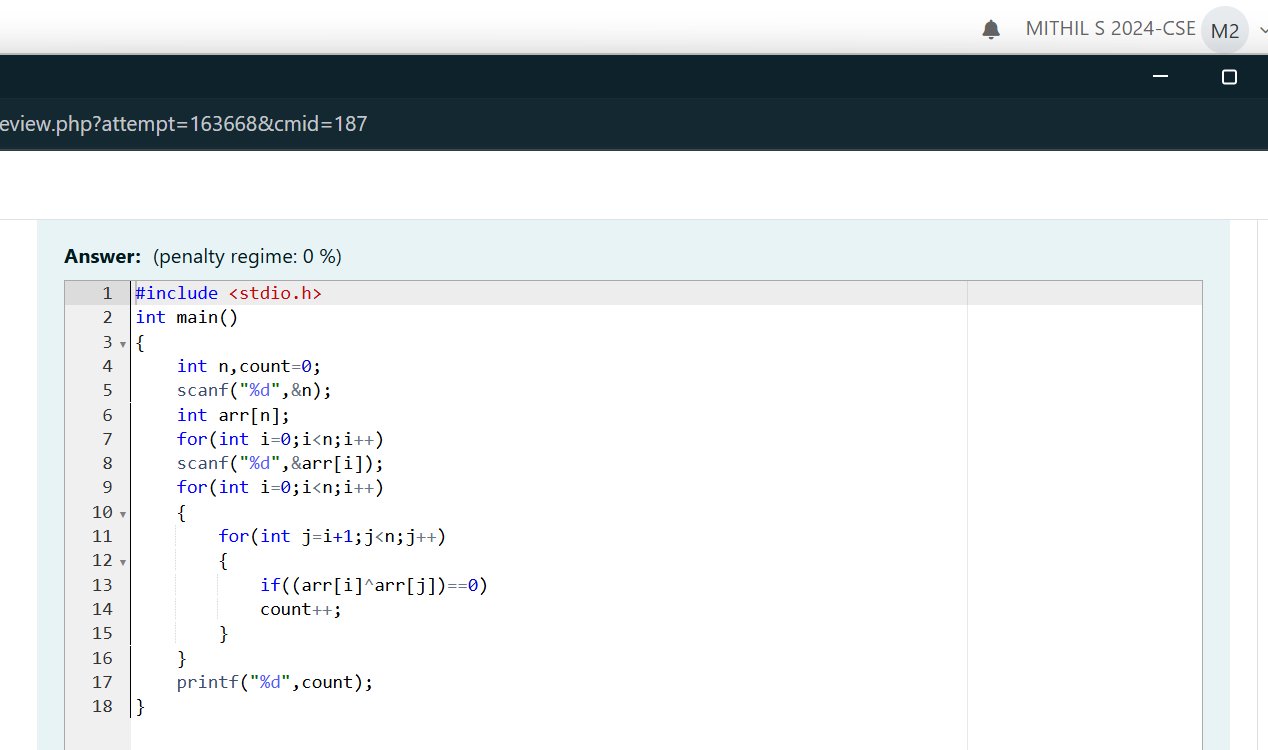 MITHIL S 2024-CSE M2
eview.php?attempt=163668&cmid=187
Answer: (penalty regime: 0 %)
1 #include <stdio.h>
2 int main()
3 {
4     int n,count=0;
5     scanf("%d",&n);
6     int arr[n];
7     for(int i=0;i<n;i++)
8     scanf("%d",&arr[i]);
9     for(int i=0;i<n;i++)
10     {
11         for(int j=i+1;j<n;j++)
12         {
13             if((arr[i]^arr[j])==0)
14             count++;
15         }
16     }
17     printf("%d",count);
18 }